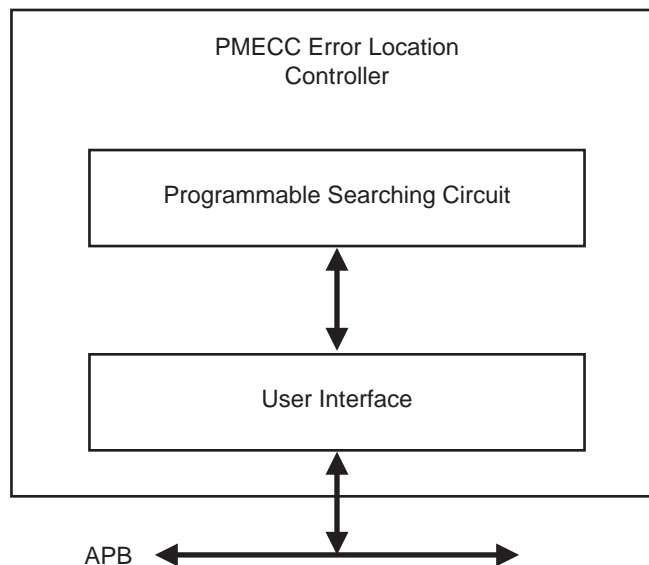 PMECC Error Location
Controller
Programmable Searching Circuit
User Interface
APB